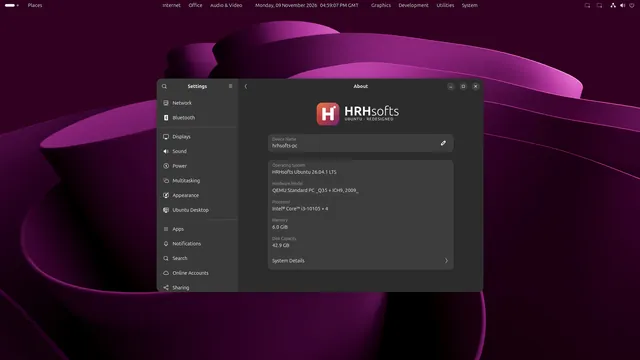 Places
Internet Office Audio & Video Monday, 09 November 2026 04:59:07 PM GMT Graphics Development Utilities System
Settings
About
Network
Bluetooth
Displays
Sound
Power
Multitasking
Appearance
Ubuntu Desktop
Apps
Notifications
Search
Online Accounts
Sharing
H
HRHsofts
UBUNTU · REDESIGNED
Device Name
hrhsofts-pc
Operating System
HRHsofts Ubuntu 26.04.1 LTS
Hardware Model
QEMU Standard PC _Q35 + ICH9, 2009_
Processor
Intel® Core™ i3-10105 × 4
Memory
6.0 GiB
Disk Capacity
42.9 GB
System Details